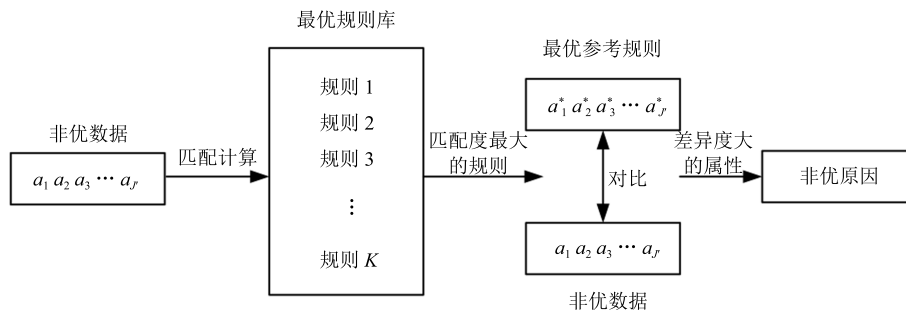 最优规则库
规则 1
规则 2
规则 3
⋮
规则 K
非优数据
a₁ a₂ a₃ ⋯ a_{J'}
匹配计算
匹配度最大
的规则
最优参考规则
a₁* a₂* a₃* ⋯ a_{J'}*
对比
a₁ a₂ a₃ ⋯ a_{J'}
非优数据
差异度大
的属性
非优原因